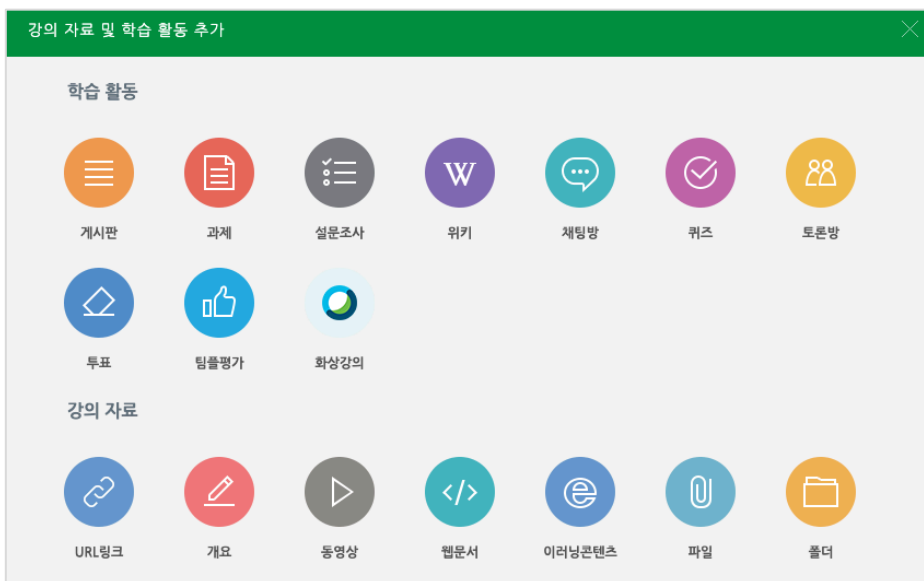 강의 자료 및 학습 활동 추가
학습 활동
게시판 과제 설문조사 W 위키 채팅방 퀴즈 토론방
투표 팀플평가 화상강의
강의 자료
URL링크 개요 동영상 </> 웹문서 e 이러닝콘텐츠 파일 폴더